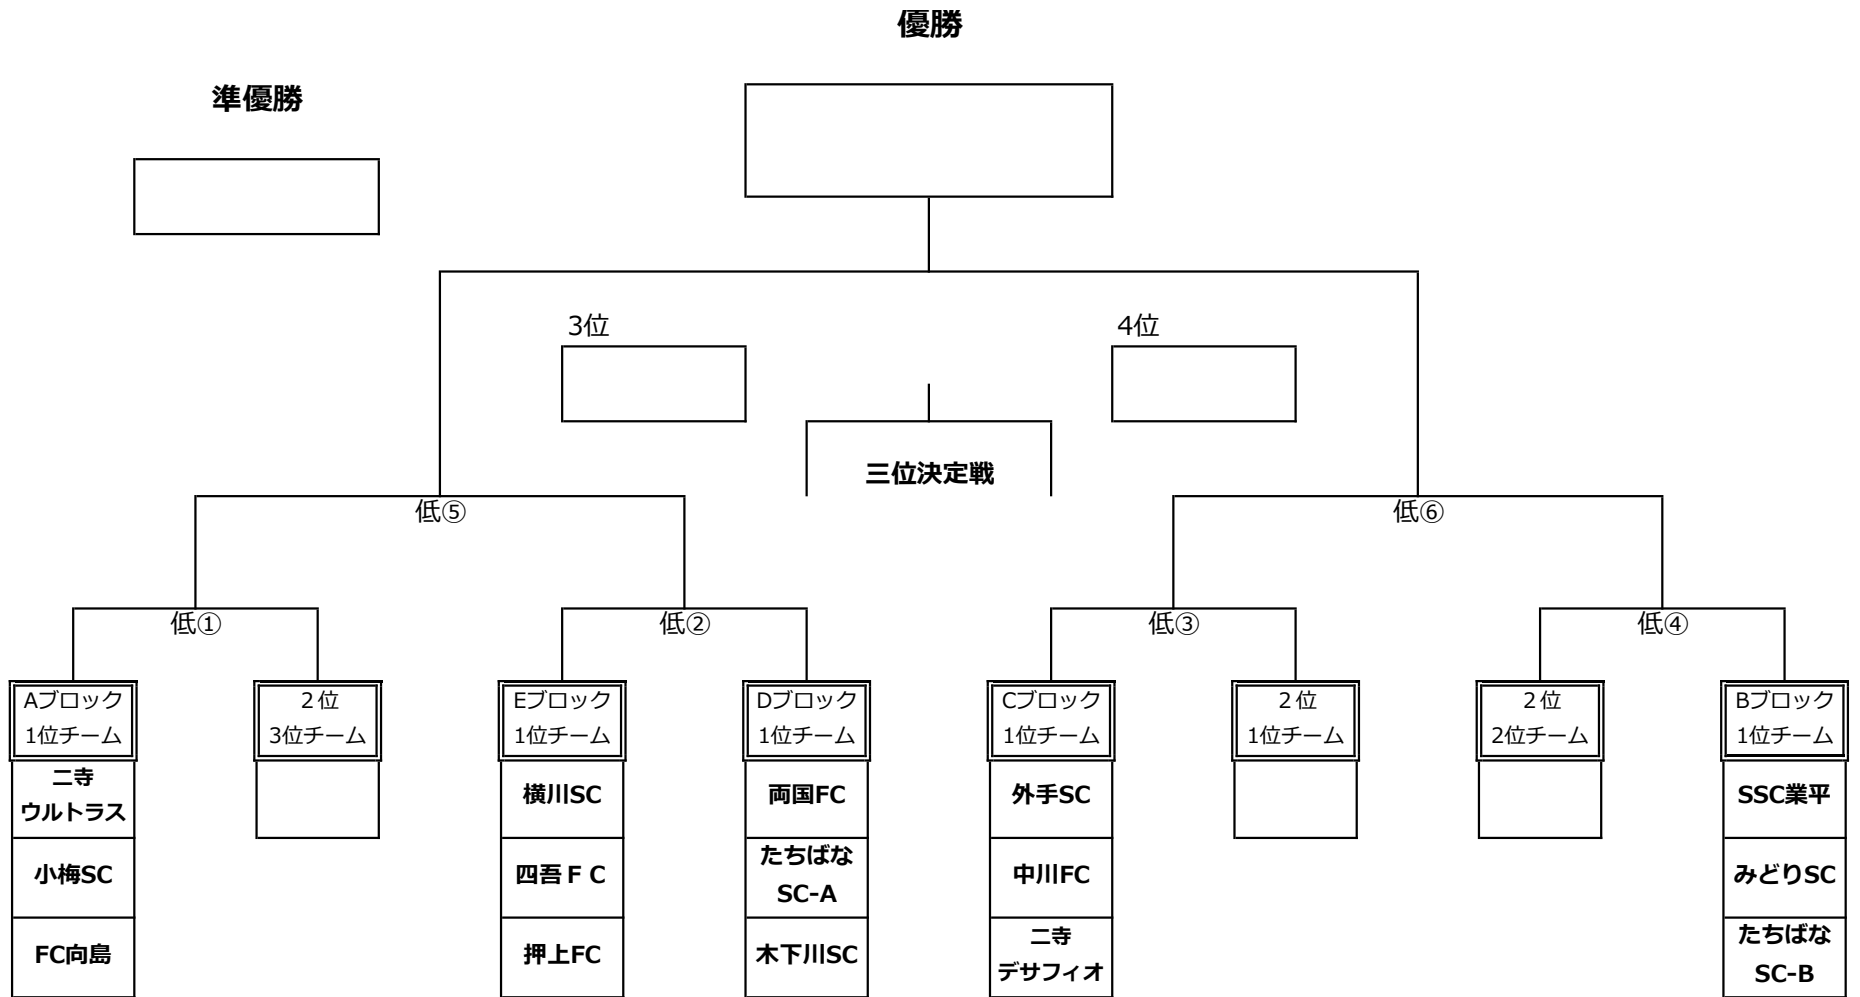 優勝
準優勝
3位
4位
三位決定戦
低⑤
低⑥
低①
低②
低③
低④
Aブロック
1位チーム
２位
3位チーム
Eブロック
1位チーム
Dブロック
1位チーム
Cブロック
1位チーム
２位
1位チーム
２位
2位チーム
Bブロック
1位チーム
二寺
ウルトラス
横川SC
両国FC
外手SC
SSC業平
小梅SC
四吾ＦＣ
たちばな
SC-A
中川FC
みどりSC
FC向島
押上FC
木下川SC
二寺
デサフィオ
たちばな
SC-B